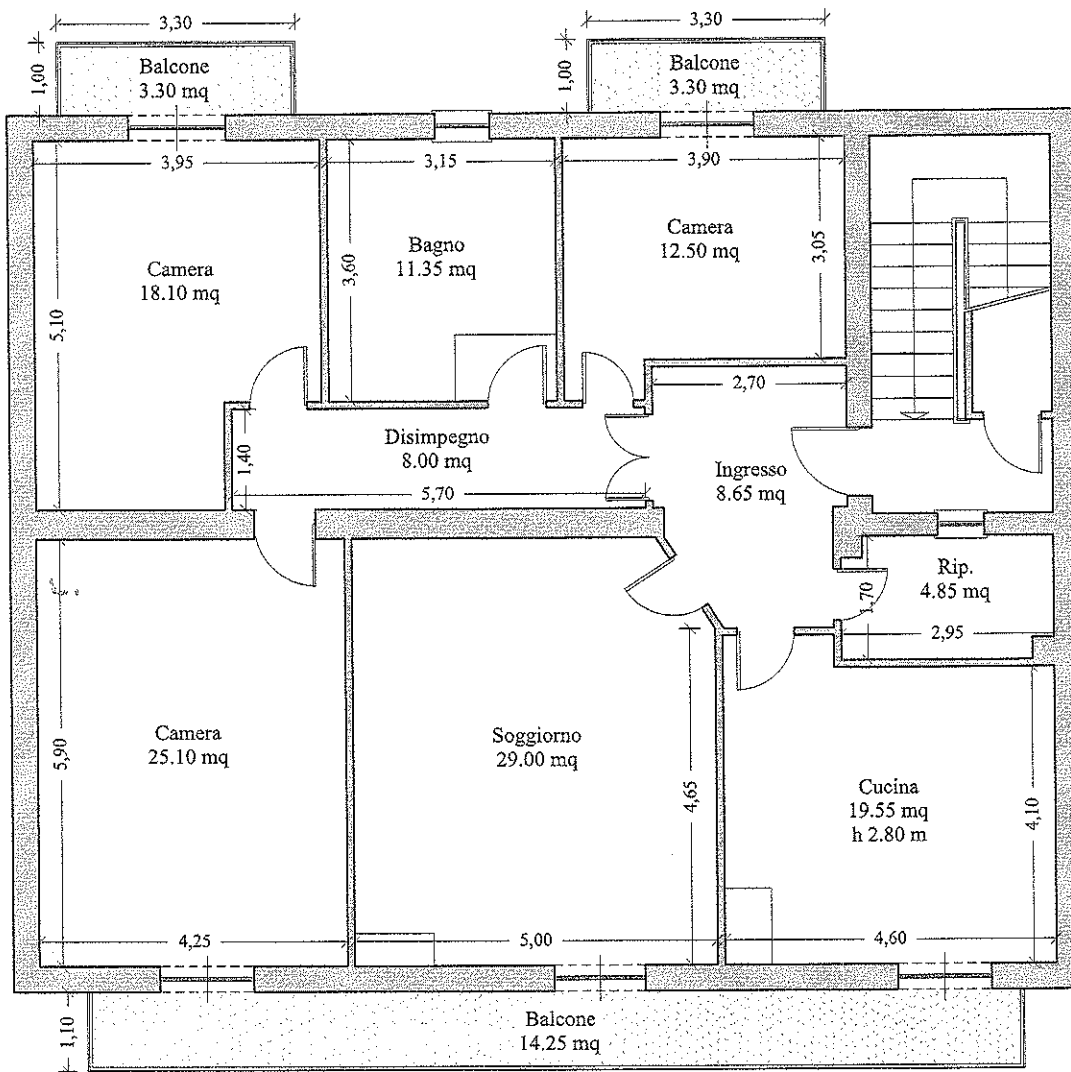 3,30
3,30
1,00
Balcone
3.30 mq
1,00
Balcone
3.30 mq
3,95
3,15
3,90
Camera
18.10 mq
5,10
Bagno
11.35 mq
3,60
Camera
12.50 mq
3,05
2,70
Disimpegno
8.00 mq
1,40
5,70
Ingresso
8.65 mq
Rip.
4.85 mq
1,70
2,95
Camera
25.10 mq
5,90
Soggiorno
29.00 mq
4,65
Cucina
19.55 mq
h 2.80 m
4,10
4,25
5,00
4,60
1,10
Balcone
14.25 mq